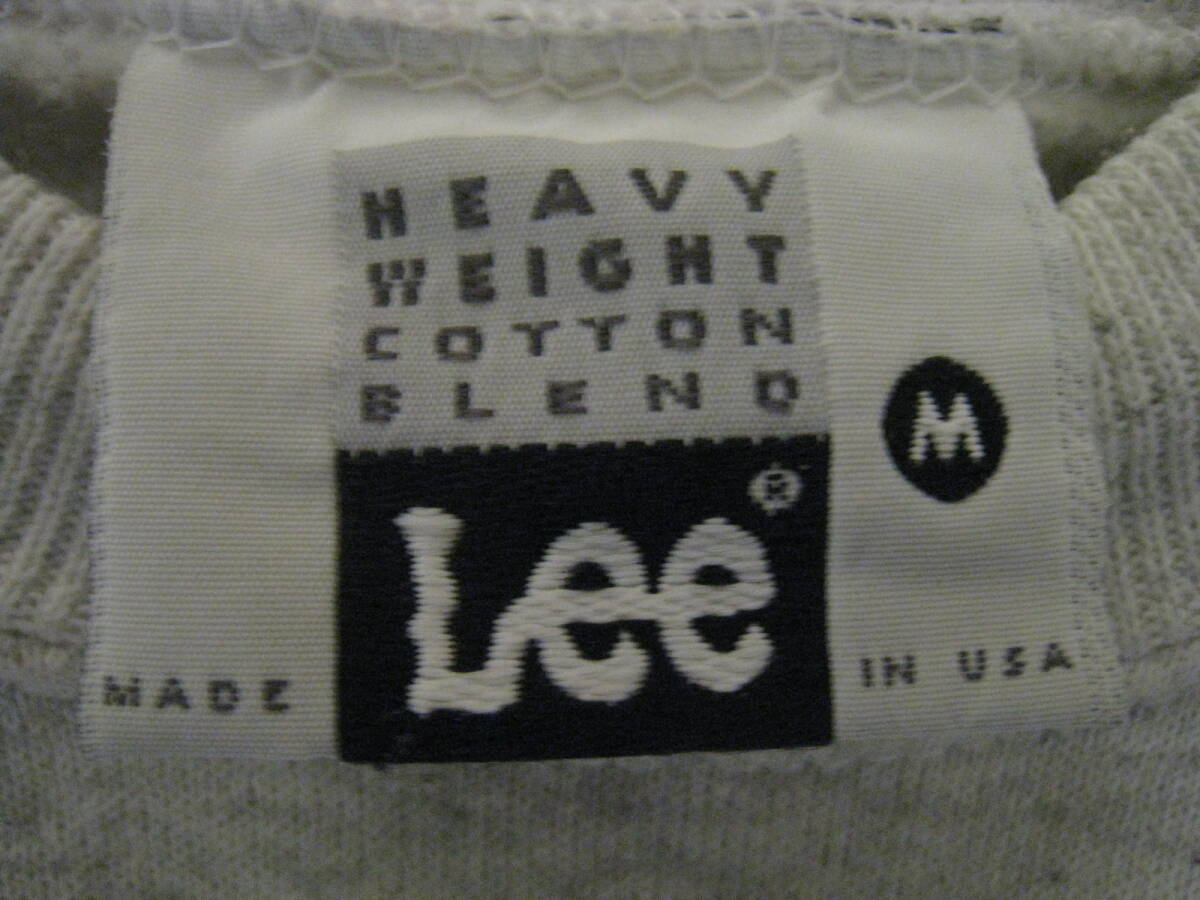 HEAVY
WEIGHT
COTTON
BLEND
M
Lee®
MADE IN USA